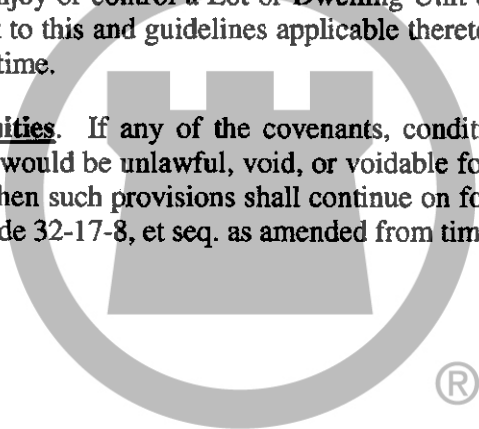 njoy or control a Lot or Dwelling Unit
t to this and guidelines applicable theret
time.
nities. If any of the covenants, condit
would be unlawful, void, or voidable fo
hen such provisions shall continue on fo
de 32-17-8, et seq. as amended from tim
®